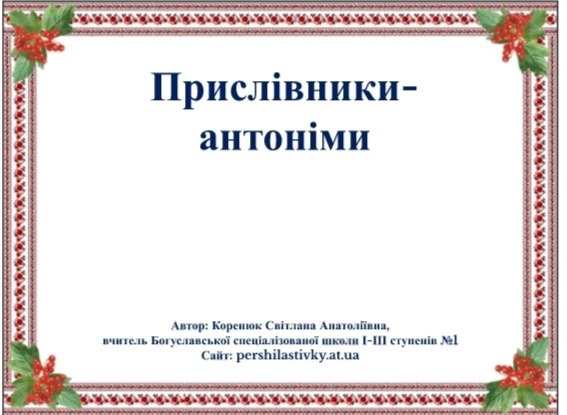 Прислівники-
антоніми
Автор: Коренюк Світлана Анатоліївна,
вчитель Богуславської спеціалізованої школи І-ІІІ ступенів №1
Сайт: pershilastivky.at.ua